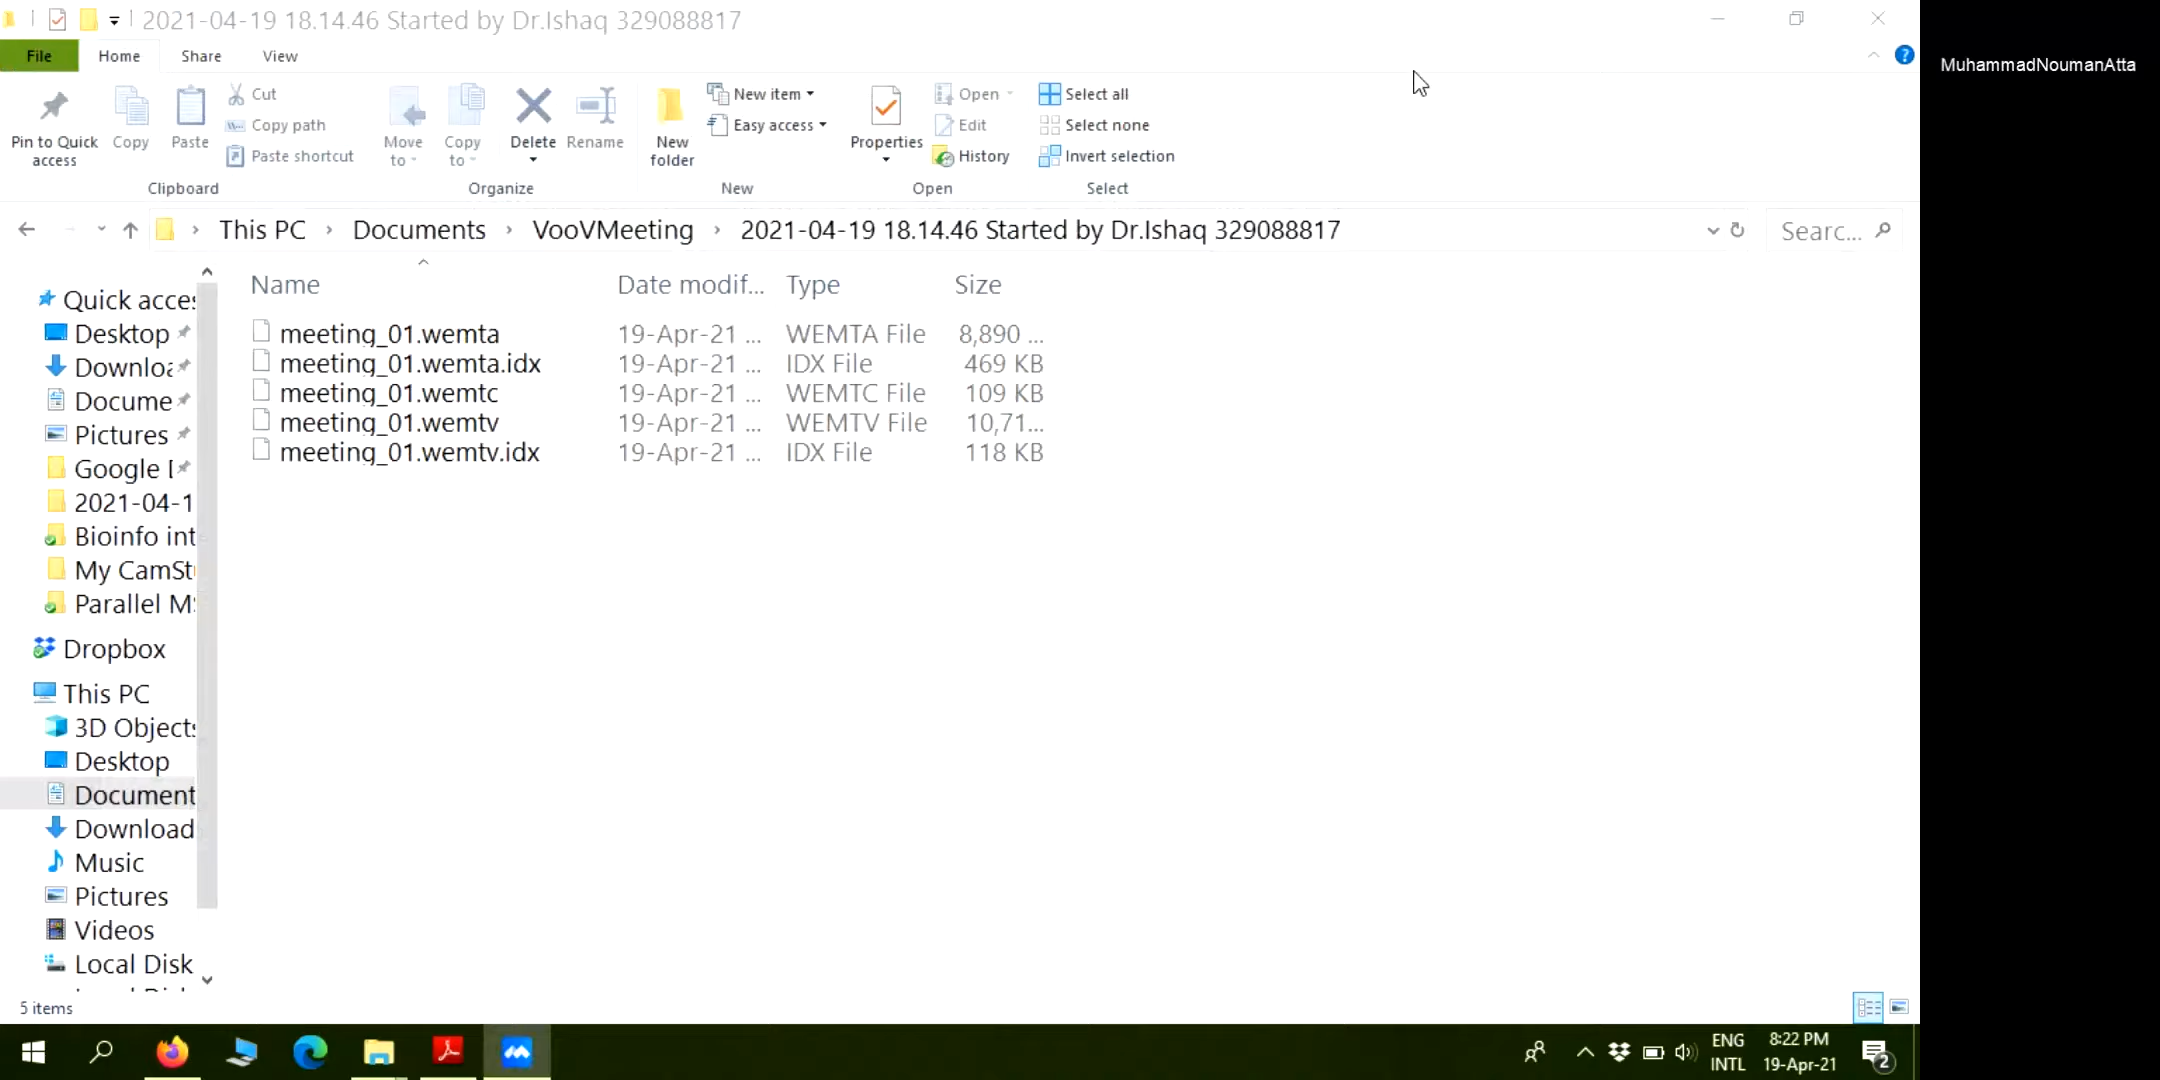 2021-04-19 18.14.46 Started by Dr.Ishaq 329088817
MuhammadNoumanAtta
File Home Share View
Pin to Quick access
Copy
Paste
Cut
Copy path
Paste shortcut
Clipboard
Move to
Copy to
Delete
Rename
Organize
New folder
New item
Easy access
New
Properties
Open
Edit
History
Open
Select all
Select none
Invert selection
Select
This PC › Documents › VooVMeeting › 2021-04-19 18.14.46 Started by Dr.Ishaq 329088817
Searc...
Name Date modif... Type Size
meeting_01.wemta 19-Apr-21 ... WEMTA File 8,890 ...
meeting_01.wemta.idx 19-Apr-21 ... IDX File 469 KB
meeting_01.wemtc 19-Apr-21 ... WEMTC File 109 KB
meeting_01.wemtv 19-Apr-21 ... WEMTV File 10,71...
meeting_01.wemtv.idx 19-Apr-21 ... IDX File 118 KB
Quick acces
Desktop
Downloa
Docume
Pictures
Google
2021-04-1
Bioinfo int
My CamSt
Parallel M
Dropbox
This PC
3D Objects
Desktop
Document
Download
Music
Pictures
Videos
Local Disk
5 items
ENG
INTL
8:22 PM
19-Apr-21
2